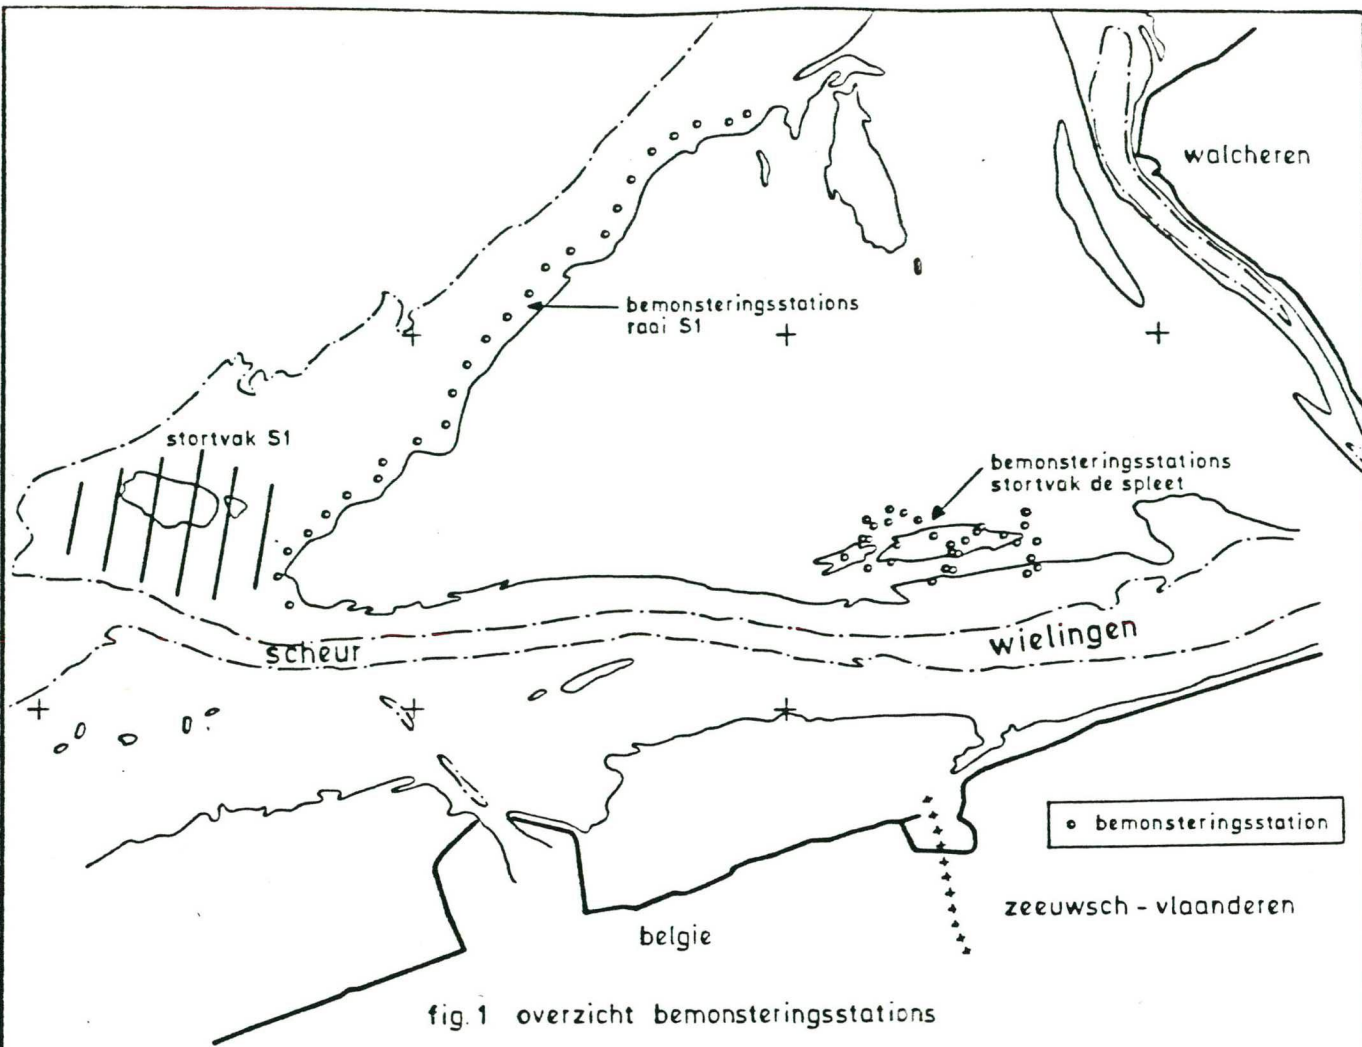 walcheren
bemonsteringsstations
raai S1
stortvak S1
bemonsteringsstations
stortvak de spleet
scheur
wielingen
bemonsteringsstation
zeeuwsch - vlaanderen
belgie
fig. 1 overzicht bemonsteringsstations